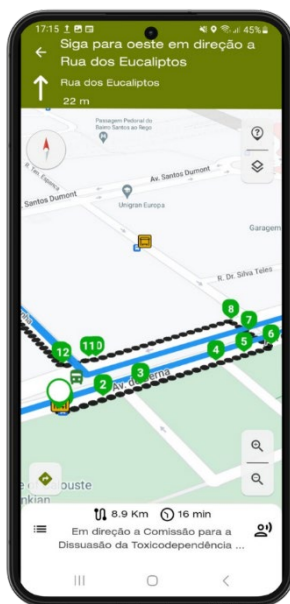 17:15
45%
Siga para oeste em direção a
Rua dos Eucaliptos
Rua dos Eucaliptos
22 m
Passagem Pedonal do
Bairro Santos ao Rego
Av. Santos Dumont
Santos Dumont
Unigran Europa
Garagem
R. Dr. Silva Teles
8
7
12
110
6
5
4
3
2
Av. de Berna
8.9 Km
16 min
Em direção a Comissão para a
Dissuasão da Toxicodependência ...